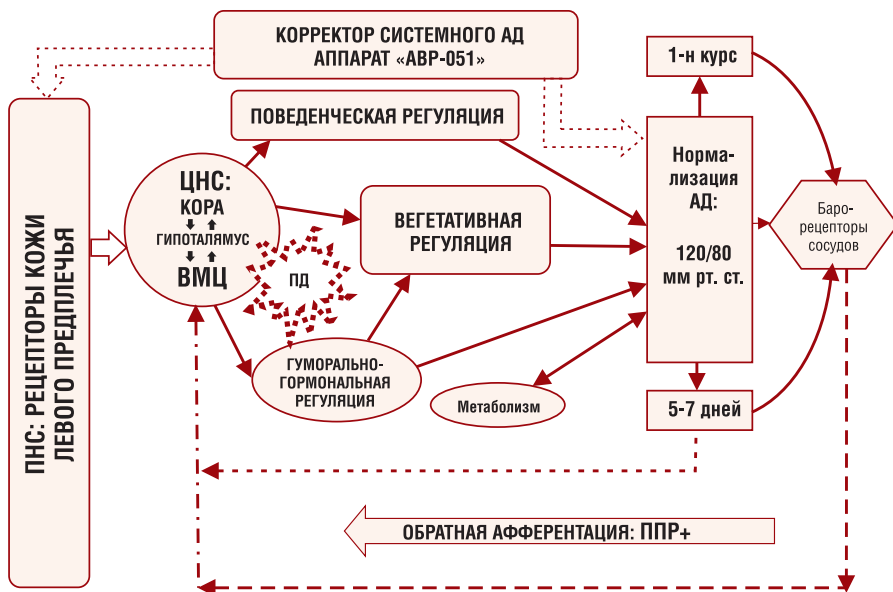 КОРРЕКТОР СИСТЕМНОГО АД
АППАРАТ «АВР-051»
1-н курс
ПОВЕДЕНЧЕСКАЯ РЕГУЛЯЦИЯ
ПНС: РЕЦЕПТОРЫ КОЖИ
ЛЕВОГО ПРЕДПЛЕЧЬЯ
ЦНС:
КОРА
ГИПОТАЛЯМУС
ВМЦ
ПД
ВЕГЕТАТИВНАЯ
РЕГУЛЯЦИЯ
Норма-
лизация
АД:
120/80
мм рт. ст.
Баро-
рецепторы
сосудов
ГУМОРАЛЬНО-
ГОРМОНАЛЬНАЯ
РЕГУЛЯЦИЯ
Метаболизм
5-7 дней
ОБРАТНАЯ АФФЕРЕНТАЦИЯ: ППР+